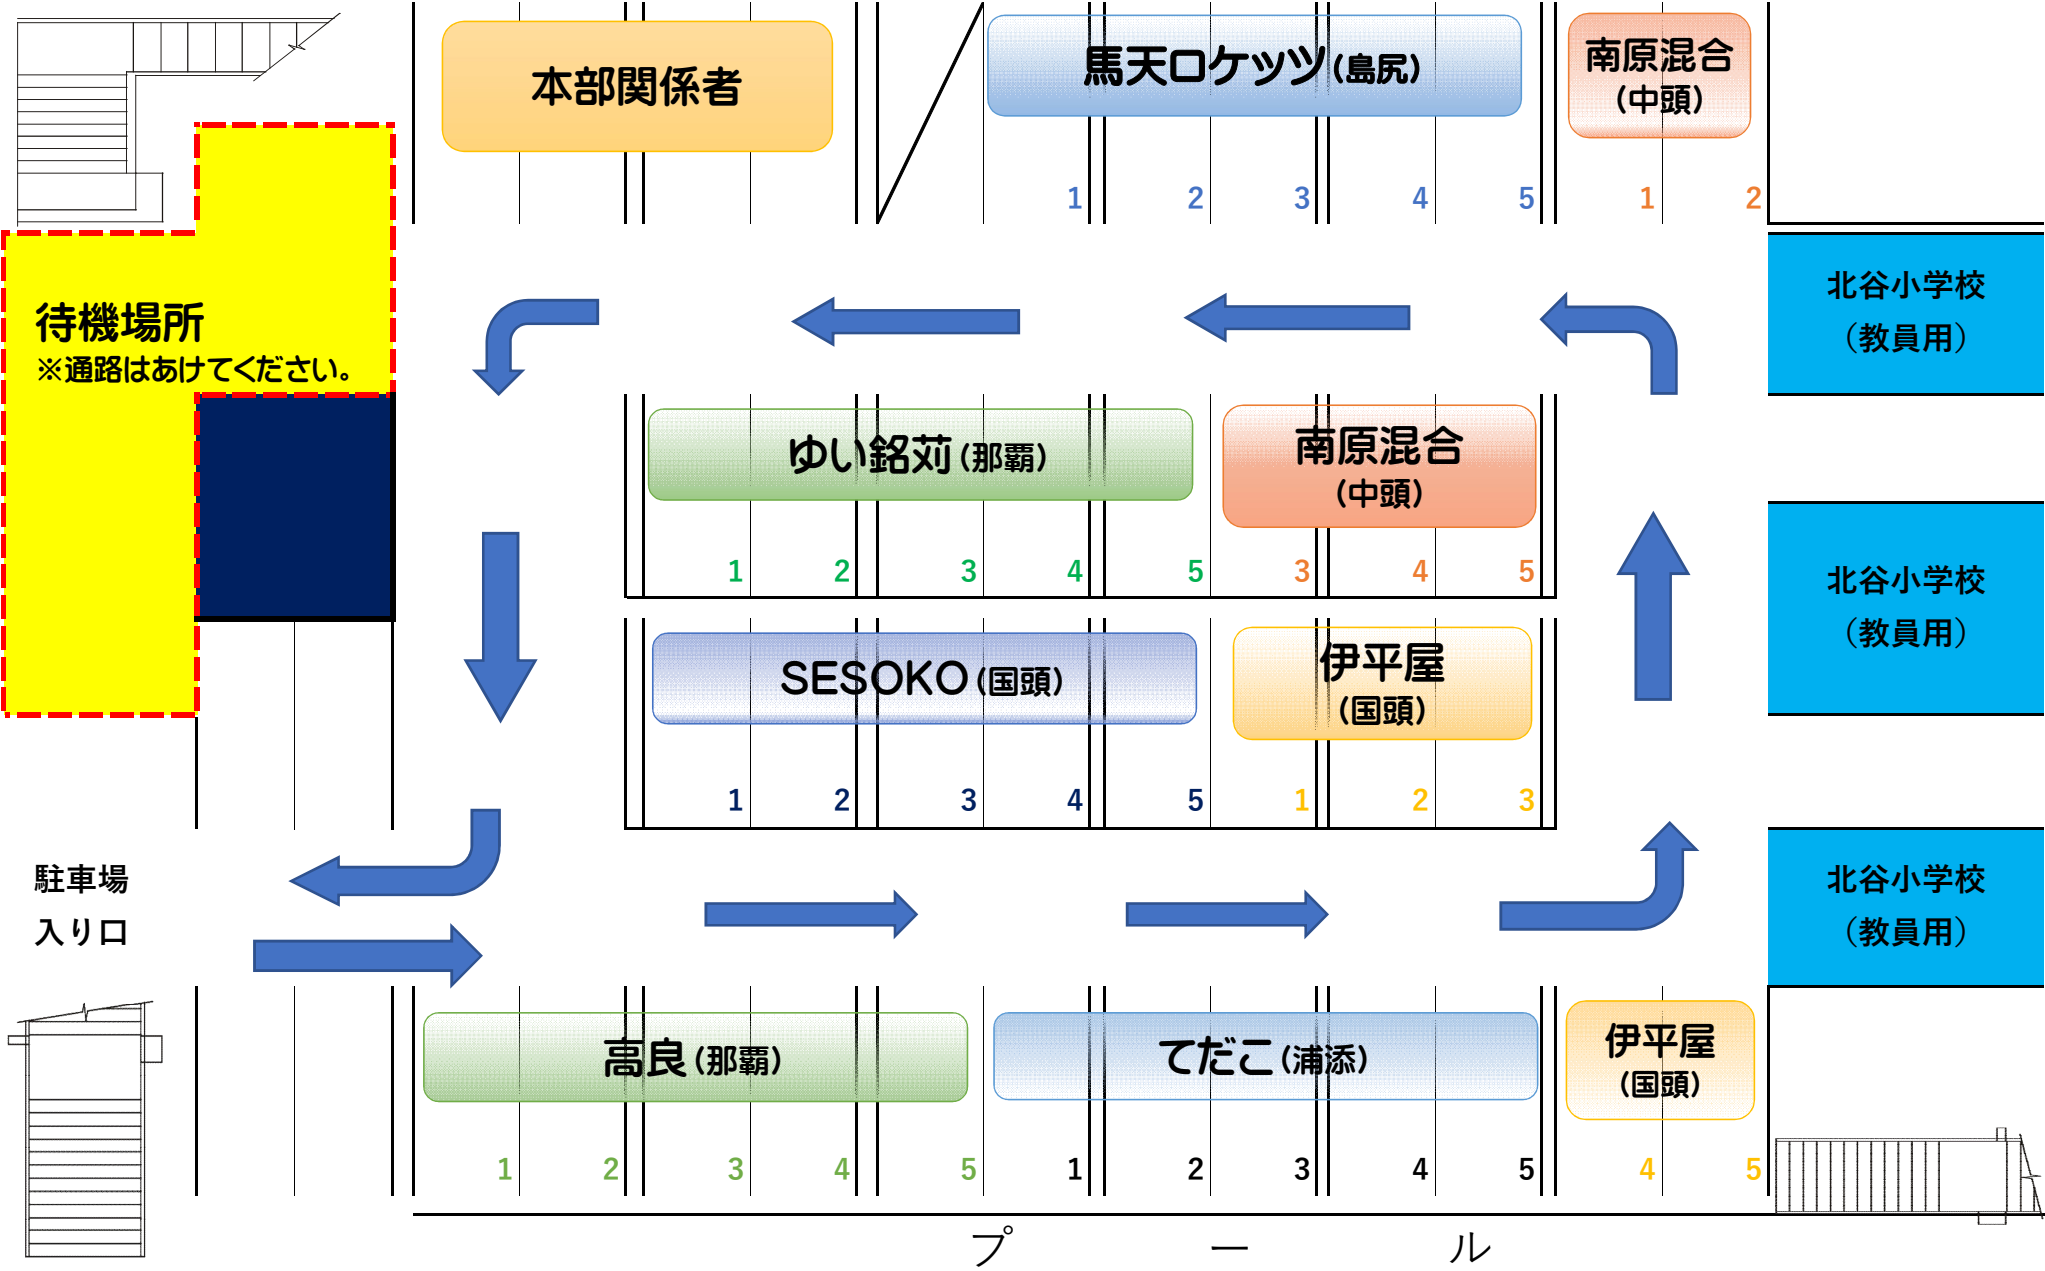 本部関係者
馬天ロケッツ(島尻)
南原混合
(中頭)
1 2 3 4 5
1 2
待機場所
※通路はあけてください。
北谷小学校
(教員用)
ゆい銘苅(那覇)
南原混合
(中頭)
1 2 3 4 5
3 4 5
北谷小学校
(教員用)
SESOKO(国頭)
伊平屋
(国頭)
1 2 3 4 5
1 2 3
駐車場
入り口
北谷小学校
(教員用)
高良(那覇)
てだこ(浦添)
伊平屋
(国頭)
1 2 3 4 5
1 2 3 4 5
4 5
プール